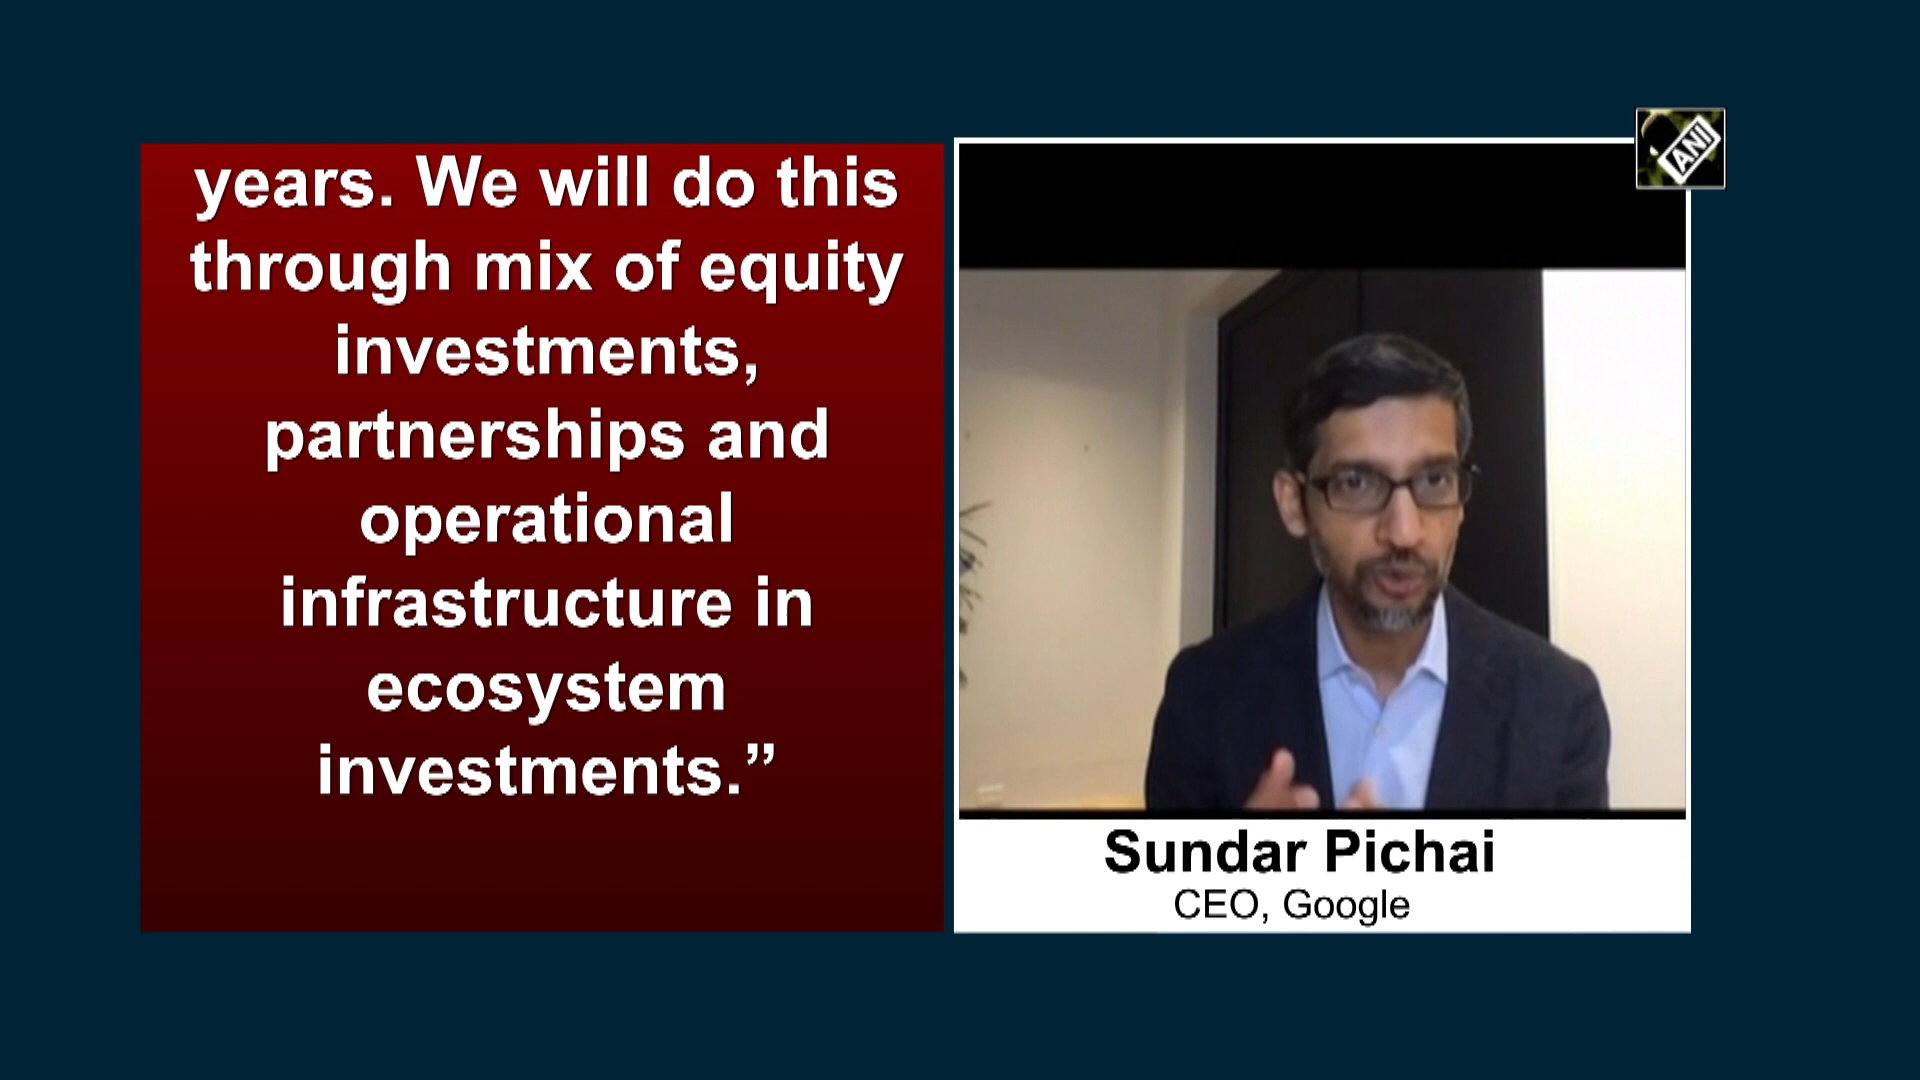 years. We will do this
through mix of equity
investments,
partnerships and
operational
infrastructure in
ecosystem
investments.”
ANI
Sundar Pichai
CEO, Google